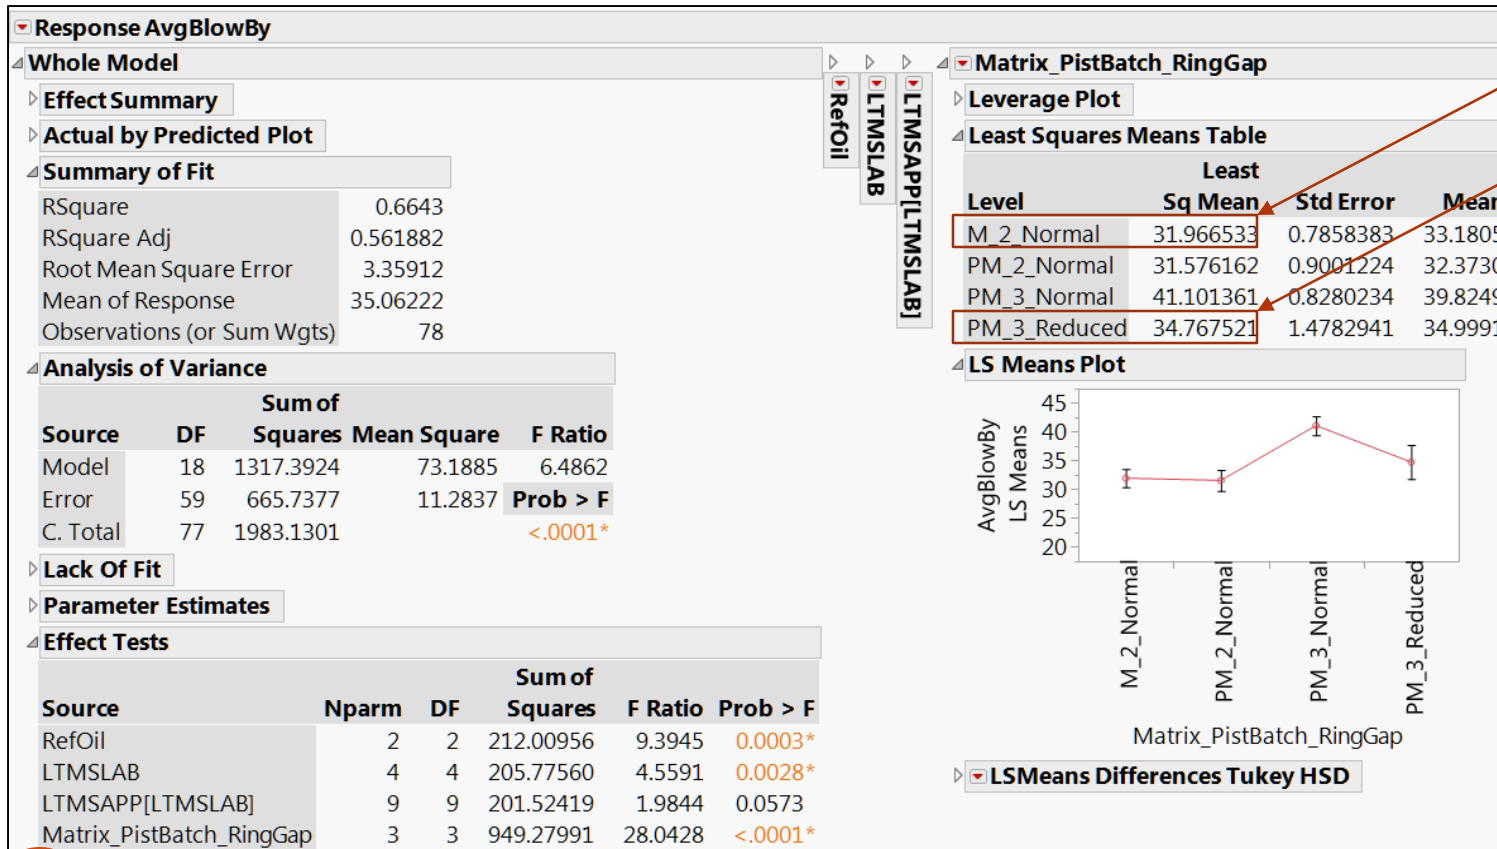 Response AvgBlowBy
Whole Model
Effect Summary
Actual by Predicted Plot
Summary of Fit
RSquare 0.6643
RSquare Adj 0.561882
Root Mean Square Error 3.35912
Mean of Response 35.06222
Observations (or Sum Wgts) 78
Analysis of Variance
Sum of
Source DF Squares Mean Square F Ratio
Model 18 1317.3924 73.1885 6.4862
Error 59 665.7377 11.2837 Prob > F
C. Total 77 1983.1301 <.0001*
Lack Of Fit
Parameter Estimates
Effect Tests
Sum of
Source Nparm DF Squares F Ratio Prob > F
RefOil 2 2 212.00956 9.3945 0.0003*
LTMSLAB 4 4 205.77560 4.5591 0.0028*
LTMSAPP[LTMSLAB] 9 9 201.52419 1.9844 0.0573
Matrix_PistBatch_RingGap 3 3 949.27991 28.0428 <.0001*
RefOil
LTMSLAB
LTMSAPP[LTMSLAB]
Matrix_PistBatch_RingGap
Leverage Plot
Least Squares Means Table
Least
Level Sq Mean Std Error Mean
M_2_Normal 31.966533 0.7858383 33.1805
PM_2_Normal 31.576162 0.9001224 32.3730
PM_3_Normal 41.101361 0.8280234 39.8249
PM_3_Reduced 34.767521 1.4782941 34.9991
LS Means Plot
AvgBlowBy
LS Means
45
40
35
30
25
20
M_2_Normal
PM_2_Normal
PM_3_Normal
PM_3_Reduced
Matrix_PistBatch_RingGap
LSMeans Differences Tukey HSD